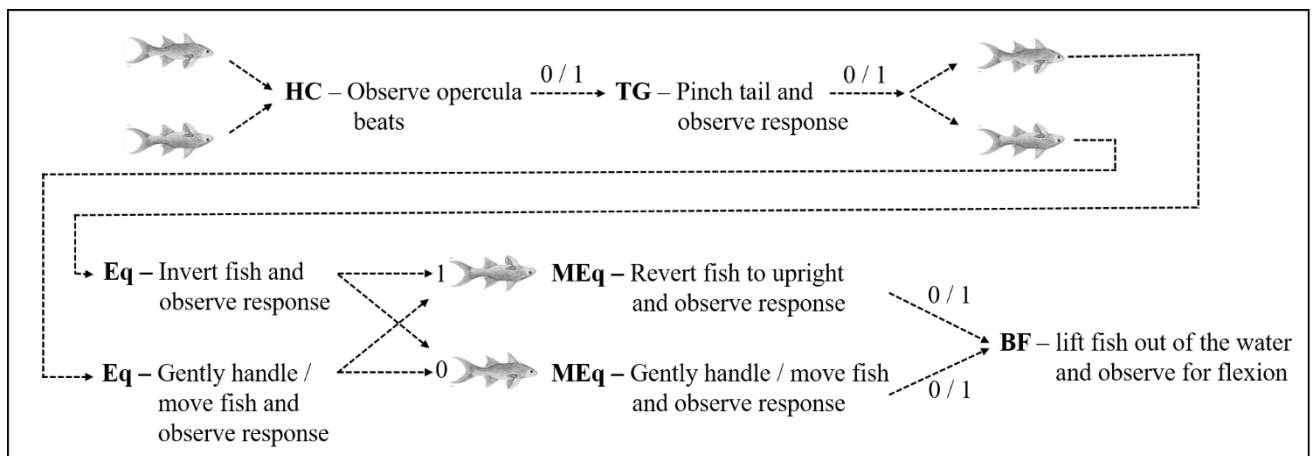 0 / 1
0 / 1
HC – Observe opercula
beats
TG – Pinch tail and
observe response
Eq – Invert fish and
observe response
1
MEq – Revert fish to upright
and observe response
0 / 1
BF – lift fish out of the water
and observe for flexion
Eq – Gently handle /
move fish and
observe response
0
MEq – Gently handle / move fish
and observe response
0 / 1